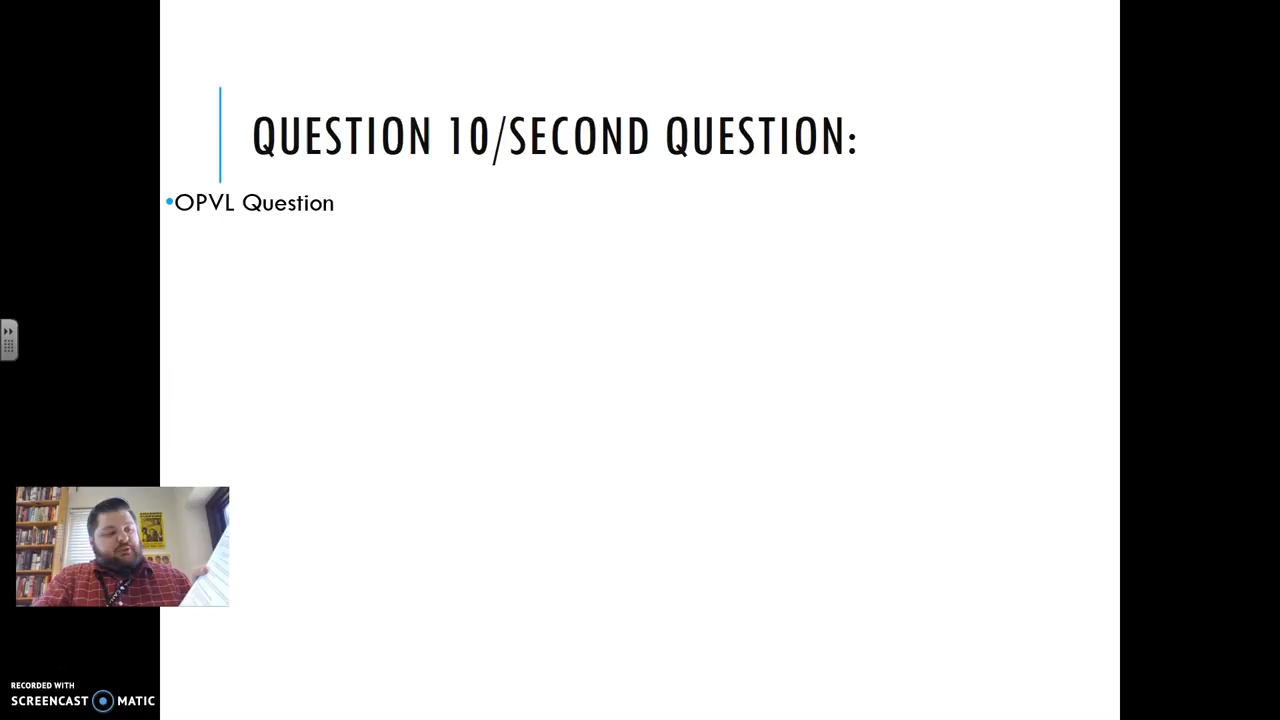 QUESTION 10/SECOND QUESTION:
•OPVL Question
RECORDED WITH
SCREENCAST MATIC